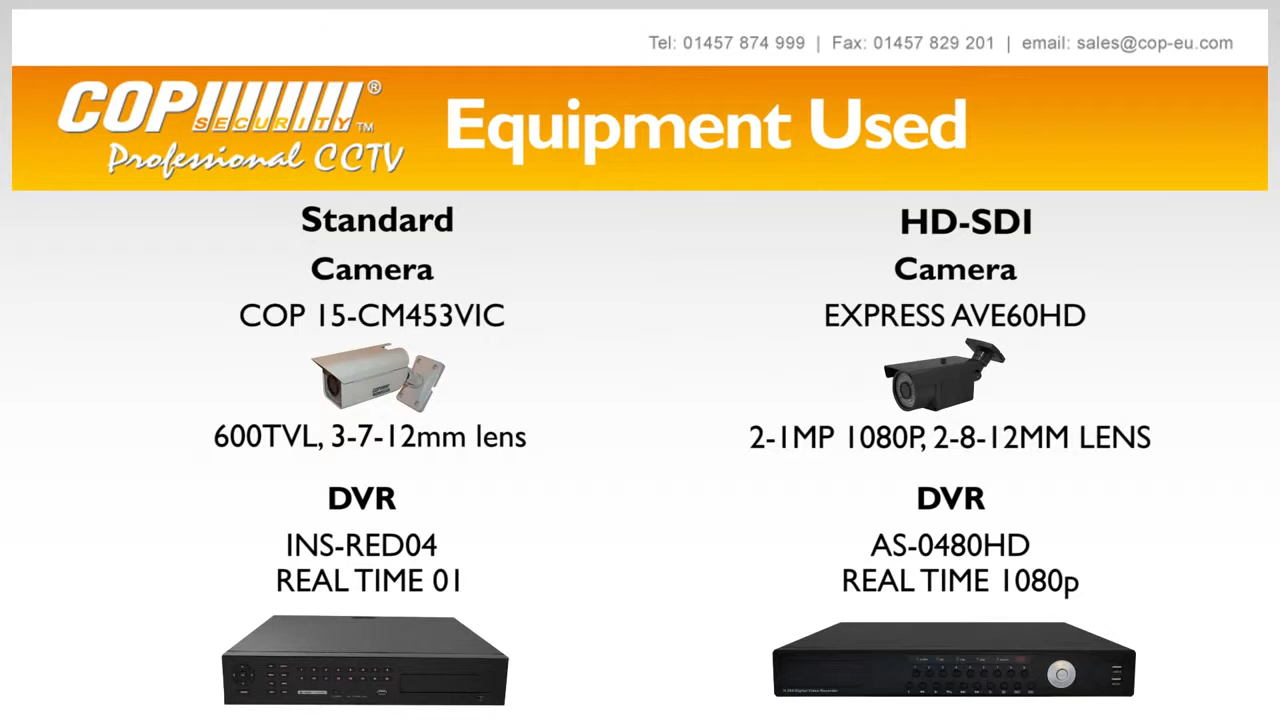 Tel: 01457 874 999 | Fax: 01457 829 201 | email: sales@cop-eu.com
COP SECURITY ® ™
Professional CCTV
Equipment Used
Standard
Camera
COP 15-CM453VIC
600TVL, 3-7-12mm lens
DVR
INS-RED04
REAL TIME 01
HD-SDI
Camera
EXPRESS AVE60HD
2-1MP 1080P, 2-8-12MM LENS
DVR
AS-0480HD
REAL TIME 1080p